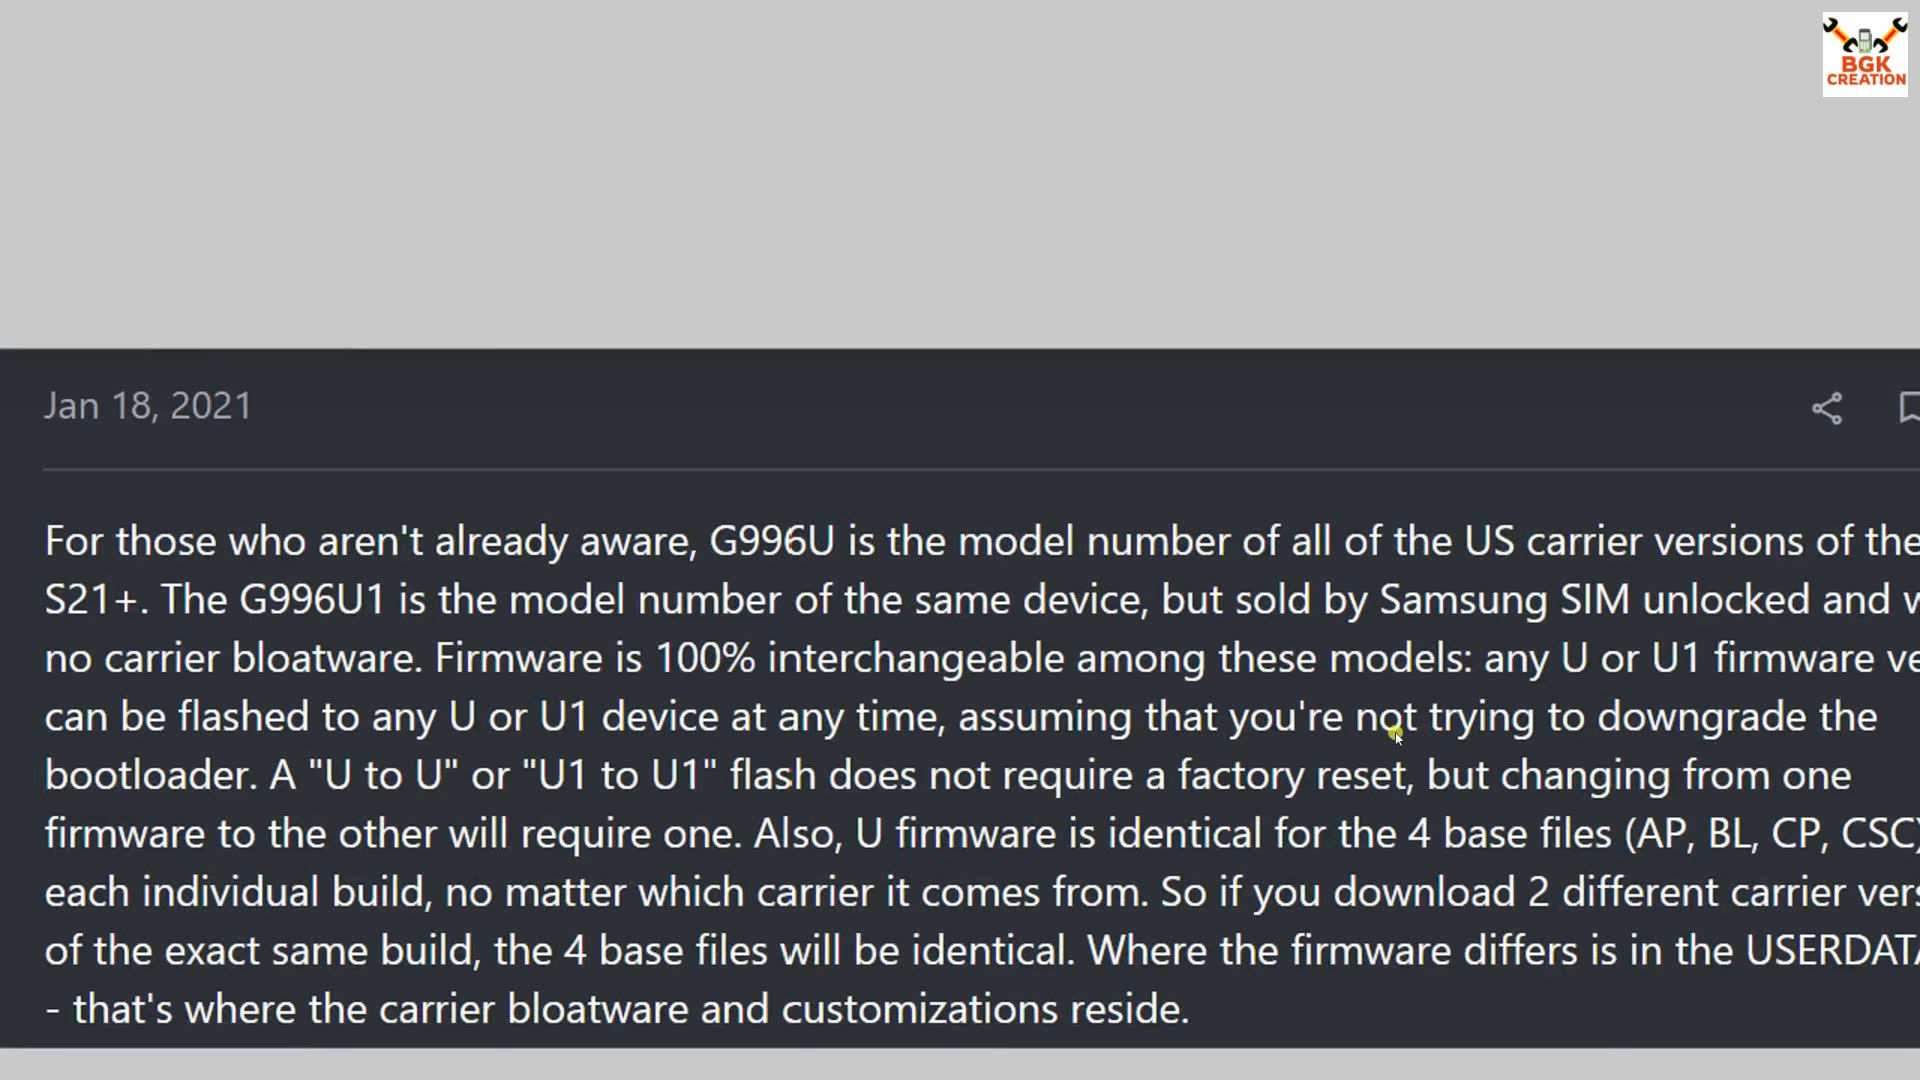 BGK
CREATION
Jan 18, 2021
For those who aren't already aware, G996U is the model number of all of the US carrier versions of the
S21+. The G996U1 is the model number of the same device, but sold by Samsung SIM unlocked and
no carrier bloatware. Firmware is 100% interchangeable among these models: any U or U1 firmware
can be flashed to any U or U1 device at any time, assuming that you're not trying to downgrade the
bootloader. A "U to U" or "U1 to U1" flash does not require a factory reset, but changing from one
firmware to the other will require one. Also, U firmware is identical for the 4 base files (AP, BL, CP, CSC)
each individual build, no matter which carrier it comes from. So if you download 2 different carrier
of the exact same build, the 4 base files will be identical. Where the firmware differs is in the USERDATA
- that's where the carrier bloatware and customizations reside.